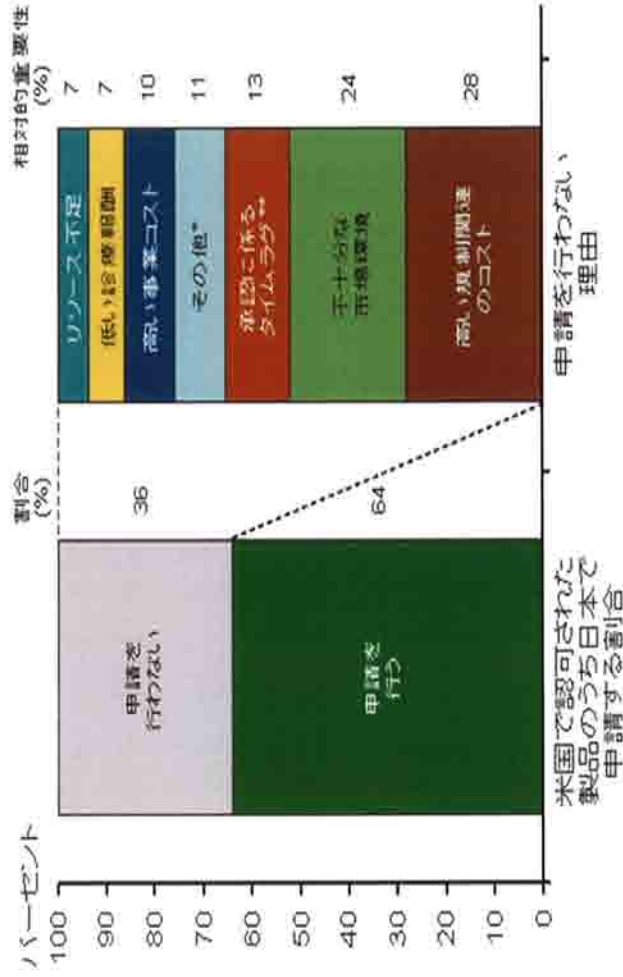 パーセント
100
90
80
70
60
50
40
30
20
10
0
割合
(%)
36
64
申請を
行わない
申請を
行う
米国で認可された
製品のうち日本で
申請する割合
相対的重要性
(%)
リソース不足
7
低い診療報酬
7
高い事業コスト
10
その他*
11
承認に係る
タイムラグ**
13
不十分な
市場環境
24
高い規制関連
のコスト
28
申請を行わない
理由